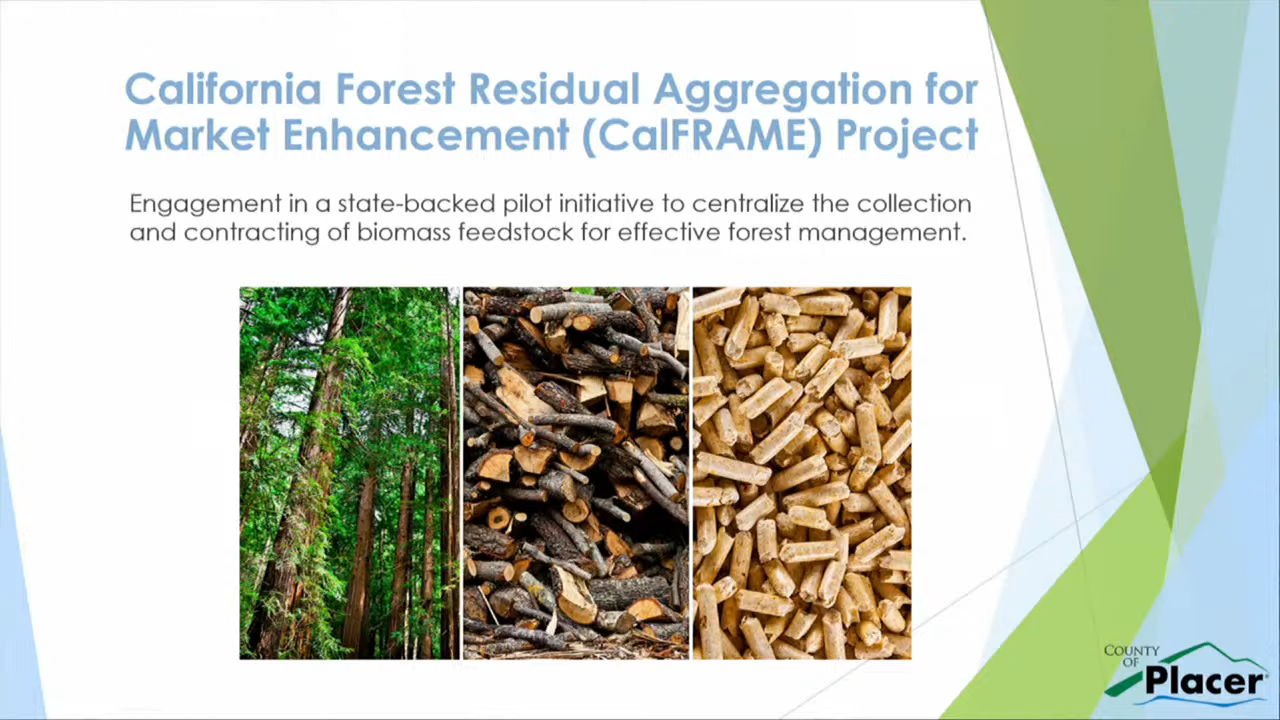 California Forest Residual Aggregation for
Market Enhancement (CalFRAME) Project
Engagement in a state-backed pilot initiative to centralize the collection
and contracting of biomass feedstock for effective forest management.
COUNTY
OF
Placer